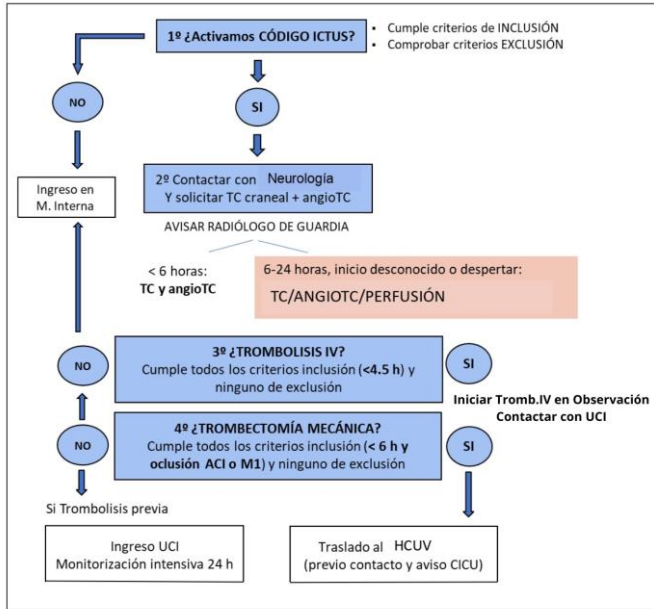 1º ¿Activamos CÓDIGO ICTUS?
• Cumple criterios de INCLUSIÓN
• Comprobar criterios EXCLUSIÓN
NO
SI
Ingreso en
M. Interna
2º Contactar con Neurología
Y solicitar TC craneal + angioTC
AVISAR RADIÓLOGO DE GUARDIA
< 6 horas:
TC y angioTC
6-24 horas, inicio desconocido o despertar:
TC/ANGIOTC/PERFUSIÓN
NO
3º ¿TROMBOLISIS IV?
Cumple todos los criterios inclusión (<4.5 h) y
ninguno de exclusión
SI
Iniciar Tromb.IV en Observación
Contactar con UCI
NO
4º ¿TROMBECTOMÍA MECÁNICA?
Cumple todos los criterios inclusión (< 6 h y
oclusión ACI o M1) y ninguno de exclusión
SI
Si Trombolisis previa
Ingreso UCI
Monitorización intensiva 24 h
Traslado al HCUV
(previo contacto y aviso CICU)